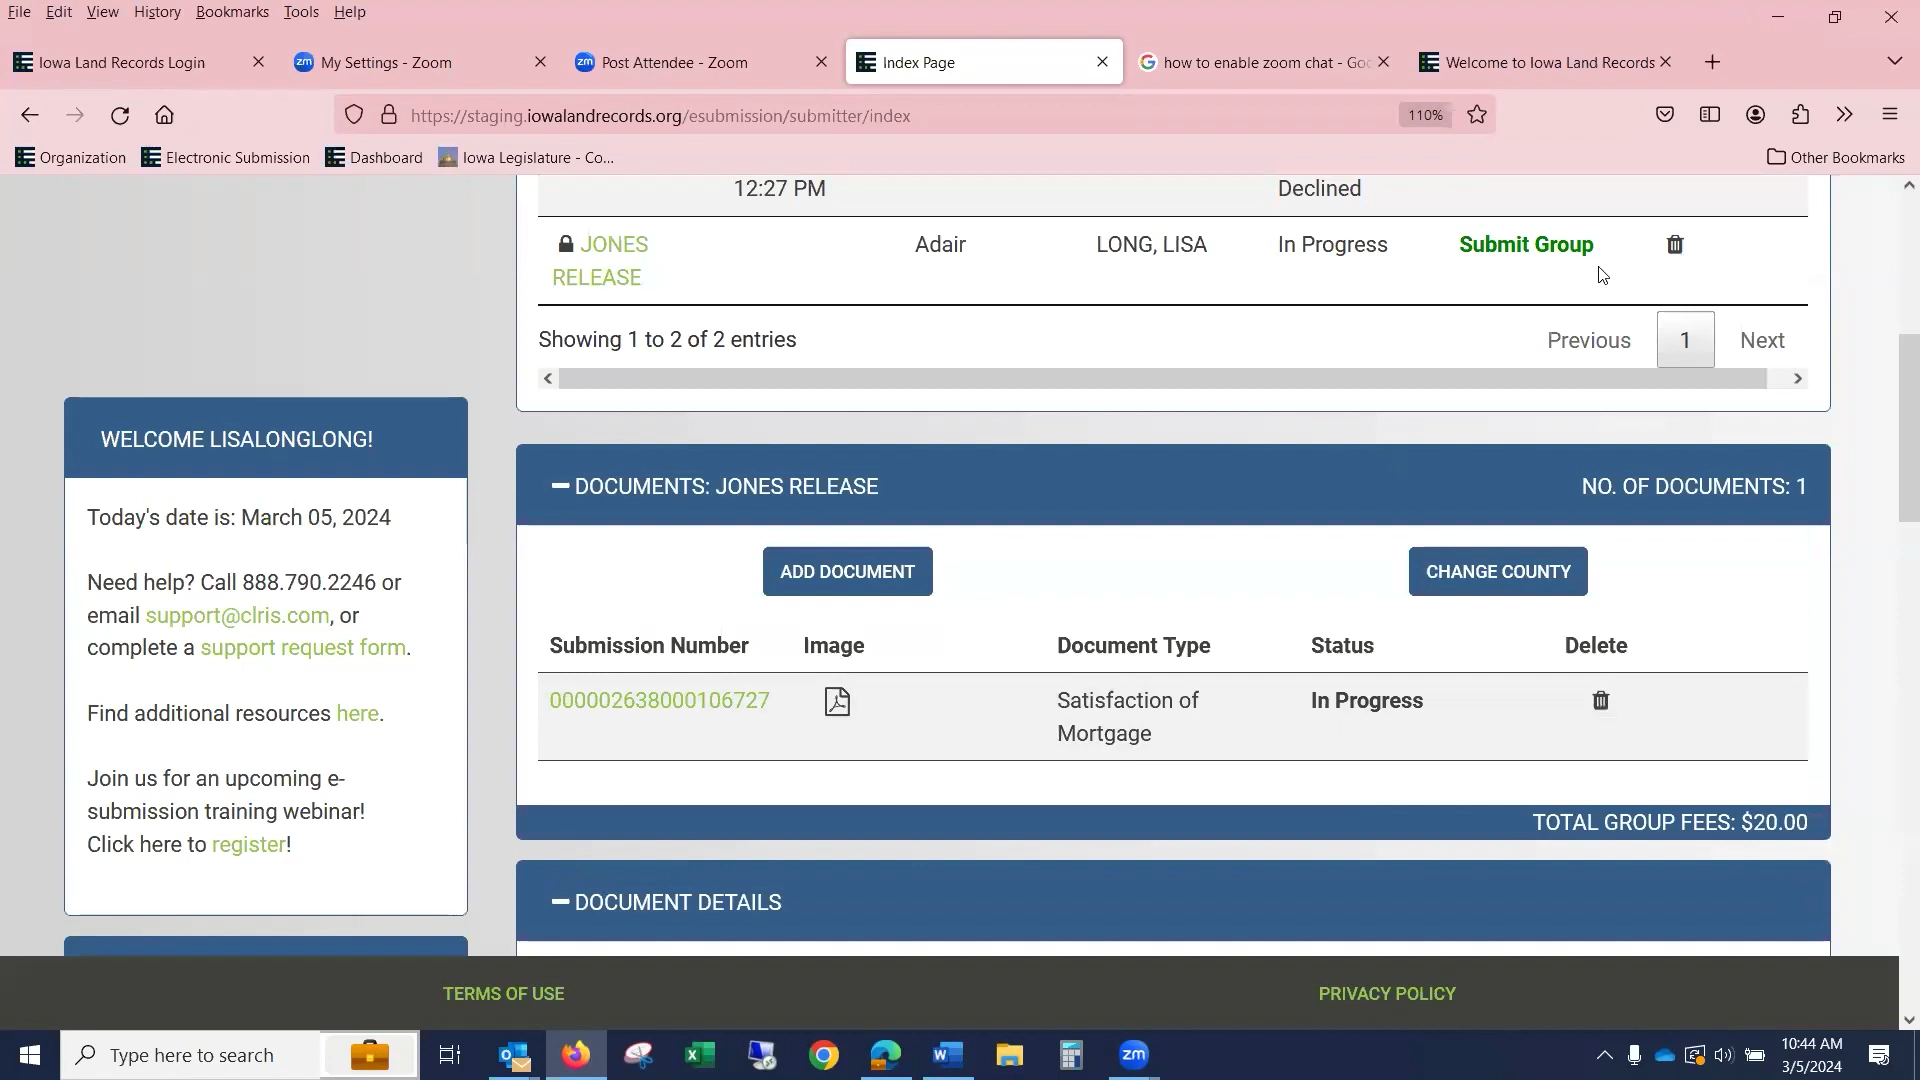 File Edit View History Bookmarks Tools Help
Iowa Land Records Login
My Settings - Zoom
Post Attendee - Zoom
Index Page
how to enable zoom chat - Goo
Welcome to Iowa Land Records
https://staging.iowalandrecords.org/esubmission/submitter/index
110%
Organization
Electronic Submission
Dashboard
Iowa Legislature - Co...
Other Bookmarks
12:27 PM Declined
JONES RELEASE Adair LONG, LISA In Progress Submit Group
Showing 1 to 2 of 2 entries
Previous 1 Next
WELCOME LISALONGLONG!
Today's date is: March 05, 2024
Need help? Call 888.790.2246 or
email support@clris.com, or
complete a support request form.
Find additional resources here.
Join us for an upcoming e-
submission training webinar!
Click here to register!
DOCUMENTS: JONES RELEASE
NO. OF DOCUMENTS: 1
ADD DOCUMENT
CHANGE COUNTY
Submission Number Image Document Type Status Delete
000002638000106727 Satisfaction of In Progress
Mortgage
TOTAL GROUP FEES: $20.00
DOCUMENT DETAILS
TERMS OF USE
PRIVACY POLICY
Type here to search
zm
10:44 AM
3/5/2024